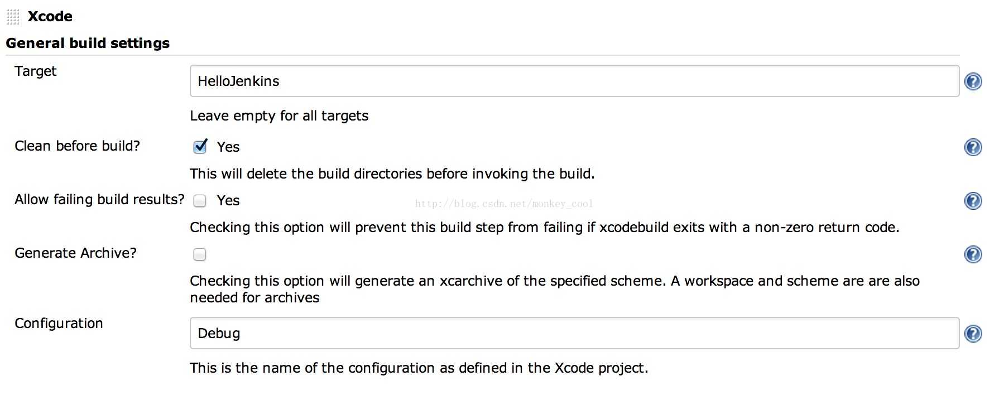 Xcode
General build settings
Target
HelloJenkins
Leave empty for all targets
Clean before build?
Yes
This will delete the build directories before invoking the build.
Allow failing build results?
Yes
http://blog.csdn.net/monkey_cool
Checking this option will prevent this build step from failing if xcodebuild exits with a non-zero return code.
Generate Archive?
Checking this option will generate an xcarchive of the specified scheme. A workspace and scheme are are also
needed for archives
Configuration
Debug
This is the name of the configuration as defined in the Xcode project.